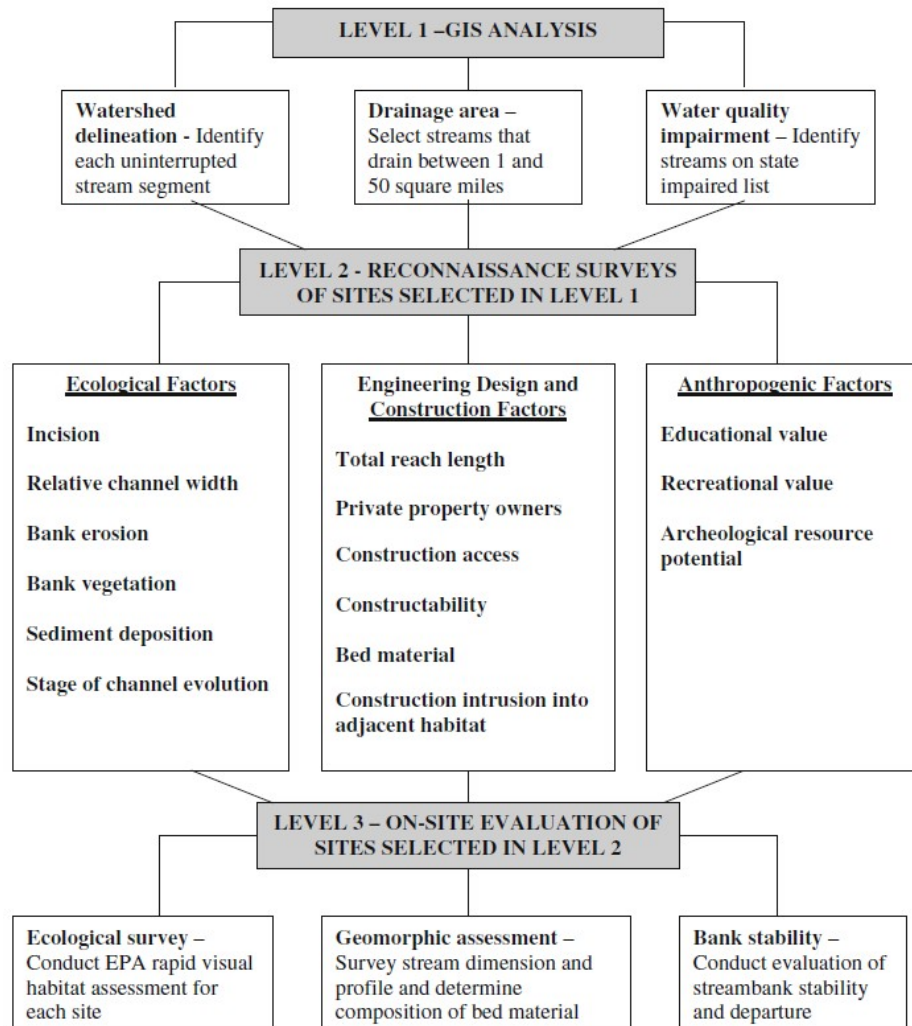 LEVEL 1 –GIS ANALYSIS
Watershed
delineation - Identify
each uninterrupted
stream segment
Drainage area –
Select streams that
drain between 1 and
50 square miles
Water quality
impairment – Identify
streams on state
impaired list
LEVEL 2 - RECONNAISSANCE SURVEYS
OF SITES SELECTED IN LEVEL 1
Ecological Factors
Incision
Relative channel width
Bank erosion
Bank vegetation
Sediment deposition
Stage of channel evolution
Engineering Design and
Construction Factors
Total reach length
Private property owners
Construction access
Constructability
Bed material
Construction intrusion into
adjacent habitat
Anthropogenic Factors
Educational value
Recreational value
Archeological resource
potential
LEVEL 3 – ON-SITE EVALUATION OF
SITES SELECTED IN LEVEL 2
Ecological survey –
Conduct EPA rapid visual
habitat assessment for
each site
Geomorphic assessment –
Survey stream dimension and
profile and determine
composition of bed material
Bank stability –
Conduct evaluation of
streambank stability
and departure